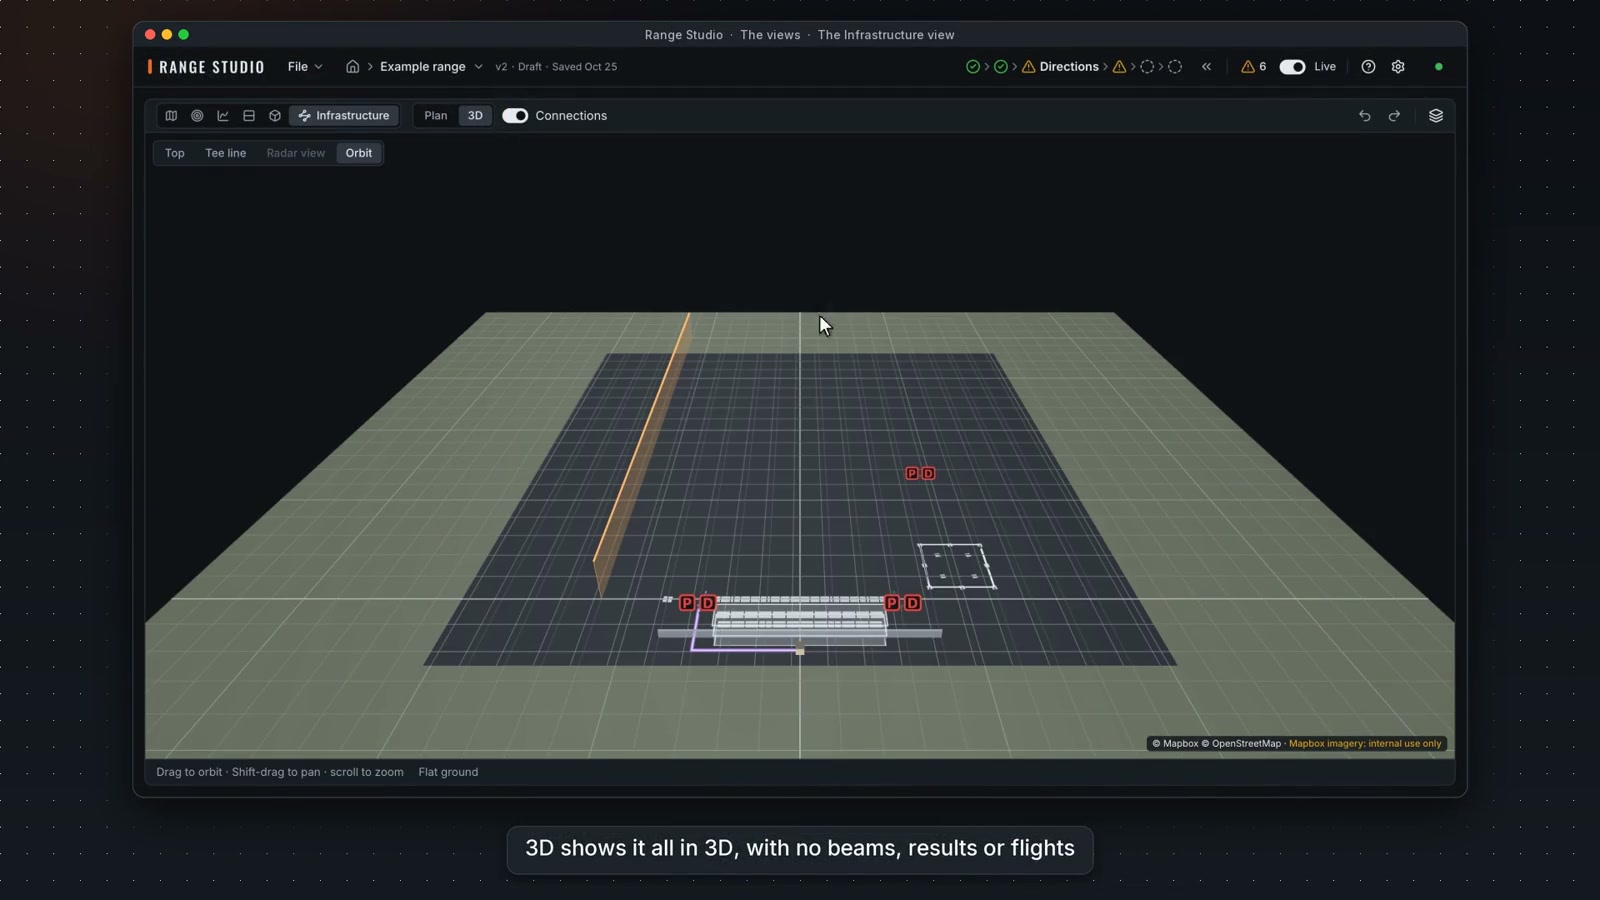 Range Studio · The views · The Infrastructure view
RANGE STUDIO File Example range v2 · Draft · Saved Oct 25 Directions 6 Live
Infrastructure Plan 3D Connections
Top Tee line Radar view Orbit
P D
P D P D
© Mapbox © OpenStreetMap · Mapbox imagery: internal use only
Drag to orbit · Shift-drag to pan · scroll to zoom Flat ground
3D shows it all in 3D, with no beams, results or flights